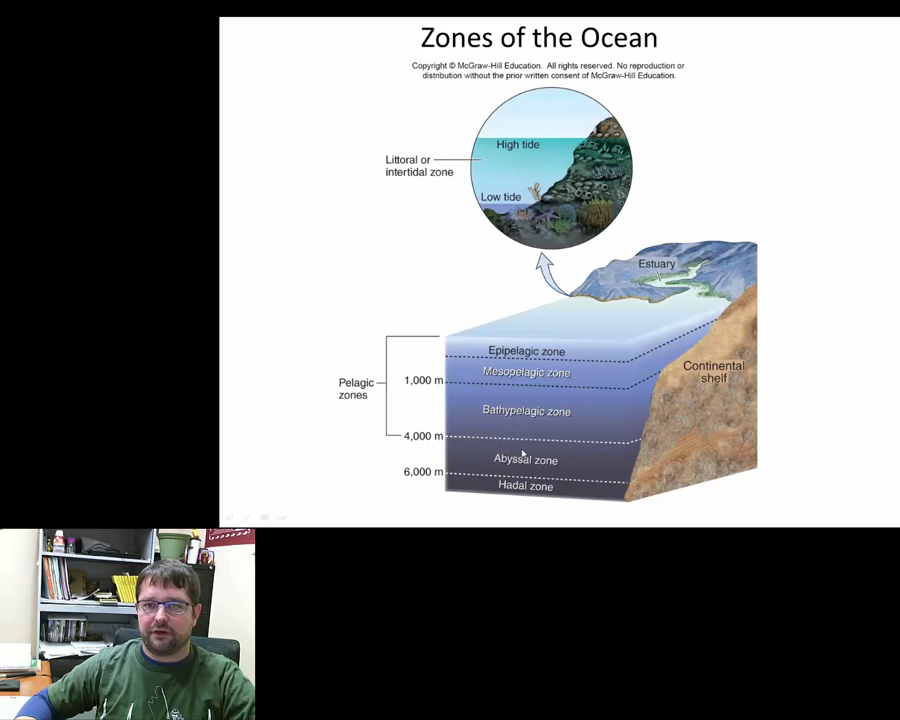 Zones of the Ocean
Copyright © McGraw-Hill Education. All rights reserved. No reproduction or
distribution without the prior written consent of McGraw-Hill Education.
High tide
Littoral or
intertidal zone
Low tide
Estuary
Epipelagic zone
Mesopelagic zone
Continental
shelf
1,000 m
Pelagic
zones
Bathypelagic zone
4,000 m
Abyssal zone
6,000 m
Hadal zone